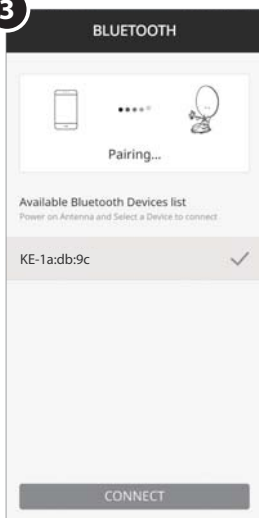 3
BLUETOOTH
Pairing...
Available Bluetooth Devices list
Power on Antenna and Select a Device to connect
KE-1a:db:9c
CONNECT